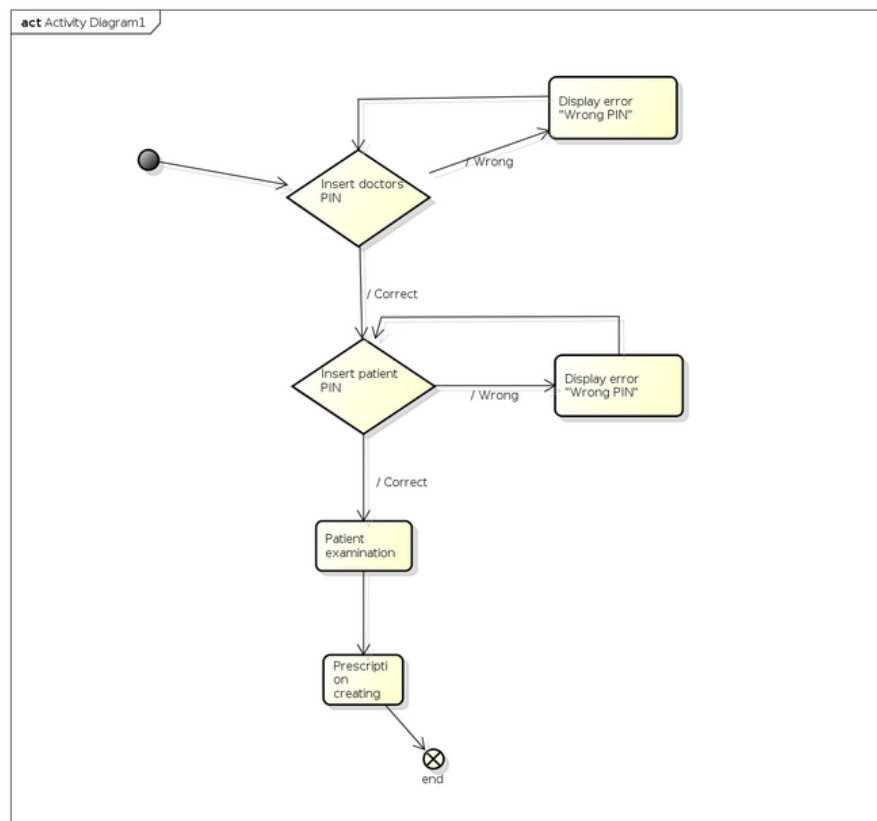 act Activity Diagram1
Display error
"Wrong PIN"
/ Wrong
Insert doctors
PIN
/ Correct
Insert patient
PIN
Display error
"Wrong PIN"
/ Wrong
/ Correct
Patient
examination
Prescripti
on
creating
end